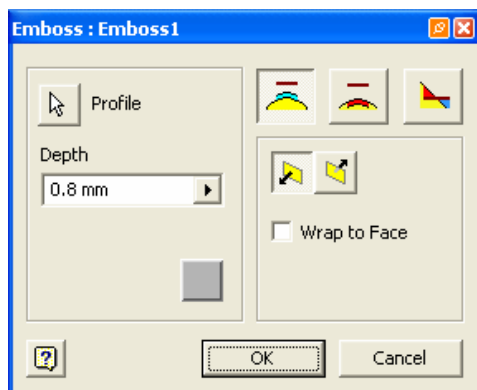 Emboss : Emboss1
Profile
Depth
0.8 mm
Wrap to Face
?
OK
Cancel